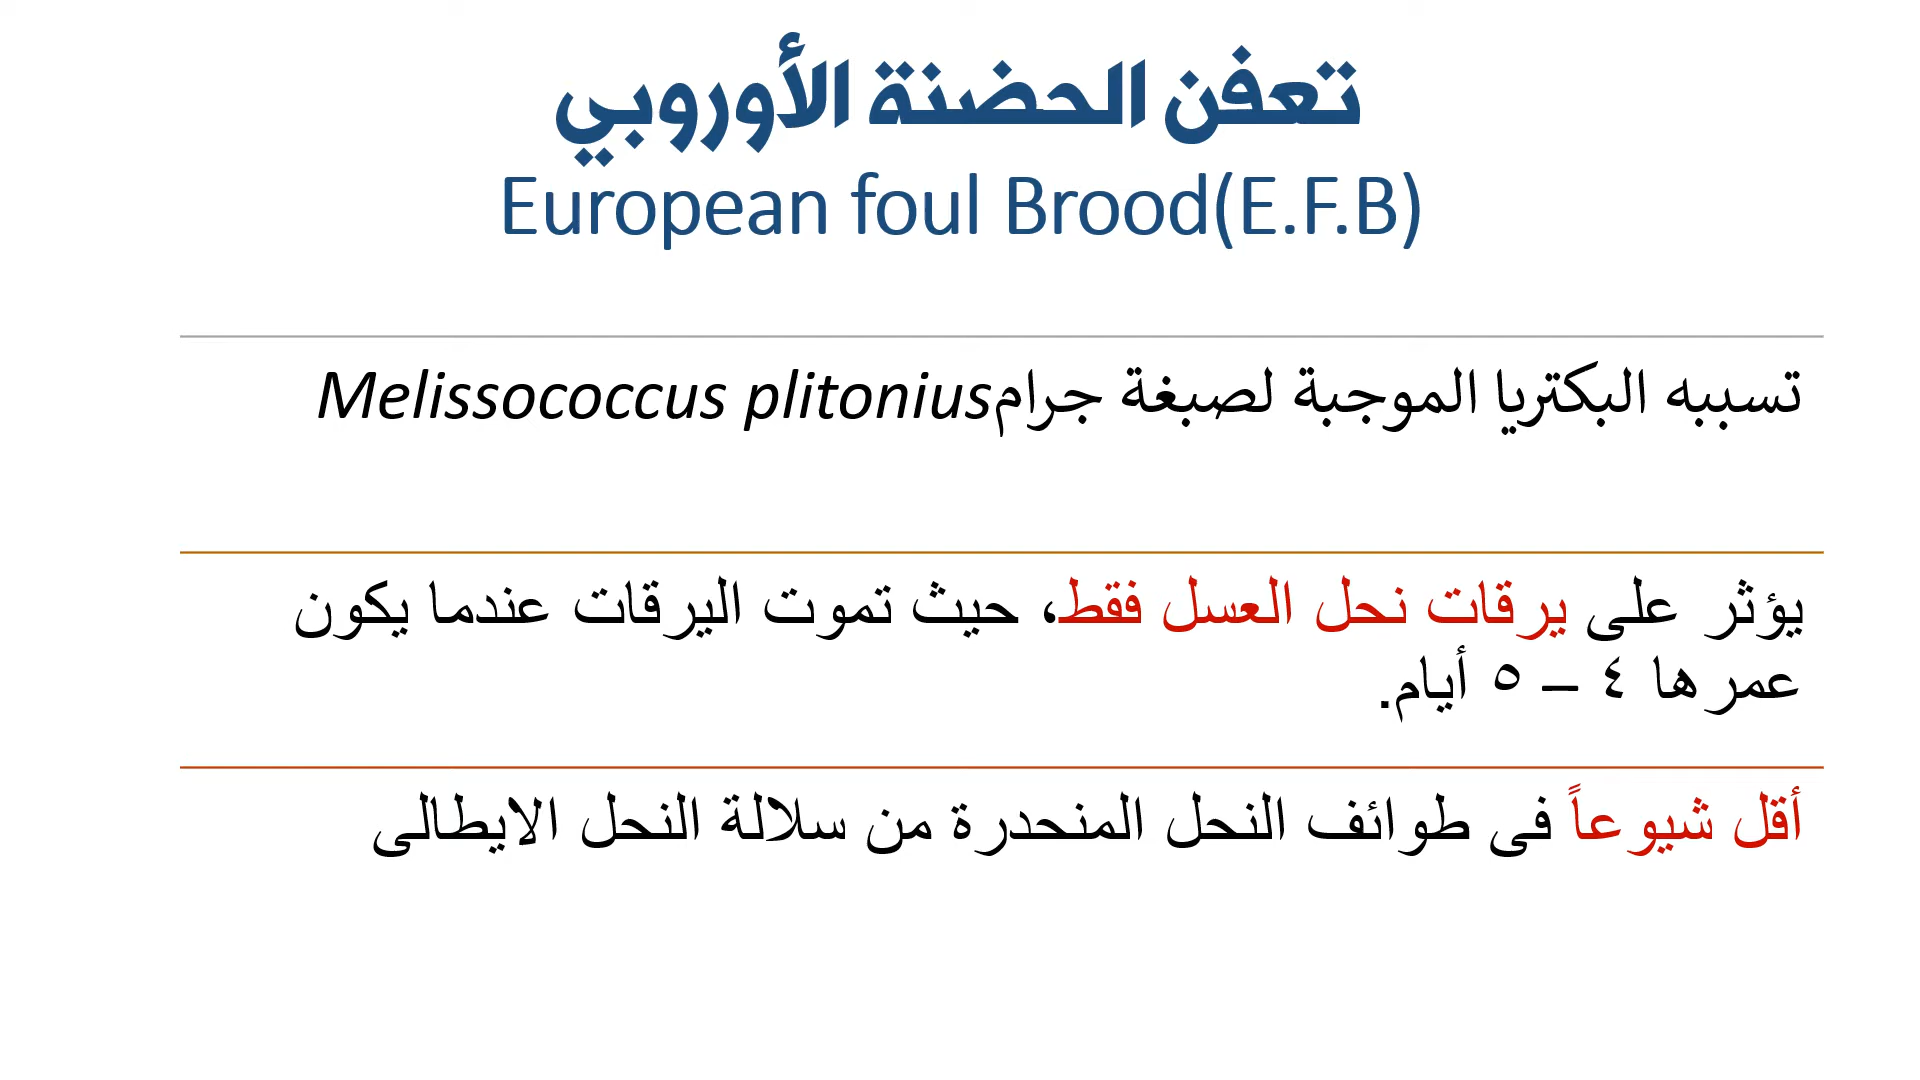 تعفن الحضنة الأوروبي
European foul Brood(E.F.B)
تسببه البكتريا الموجبة لصبغة جرامMelissococcus plitonius
يؤثر على يرقات نحل العسل فقط، حيث تموت اليرقات عندما يكون
عمرها ٤ – ٥ أيام.
أقل شيوعاً فى طوائف النحل المنحدرة من سلالة النحل الايطالى